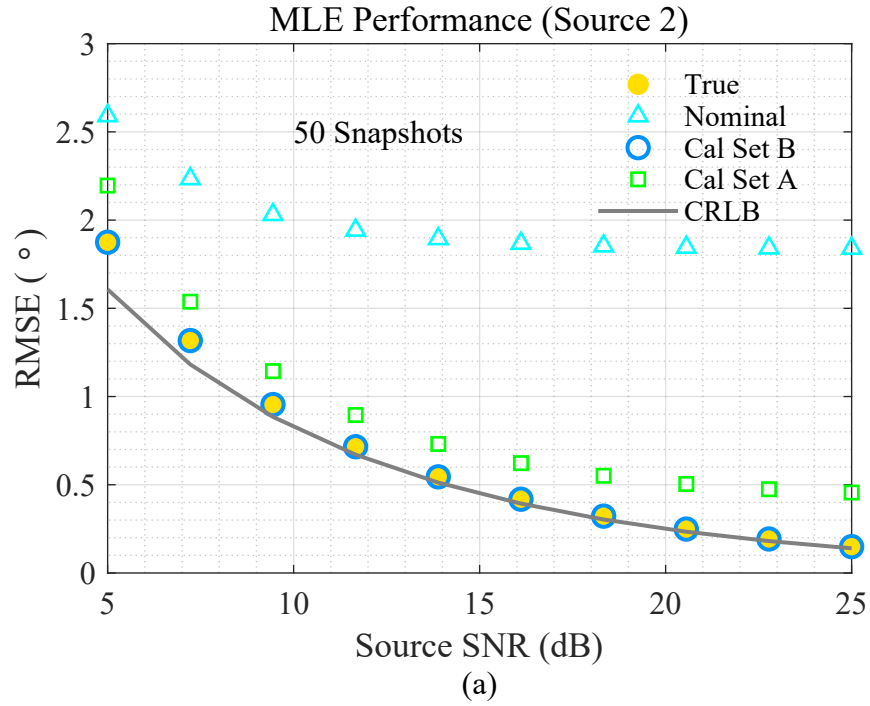 MLE Performance (Source 2)
3
2.5
2
1.5
1
0.5
0
RMSE ( ° )
50 Snapshots
True
Nominal
Cal Set B
Cal Set A
CRLB
5 10 15 20 25
Source SNR (dB)
(a)